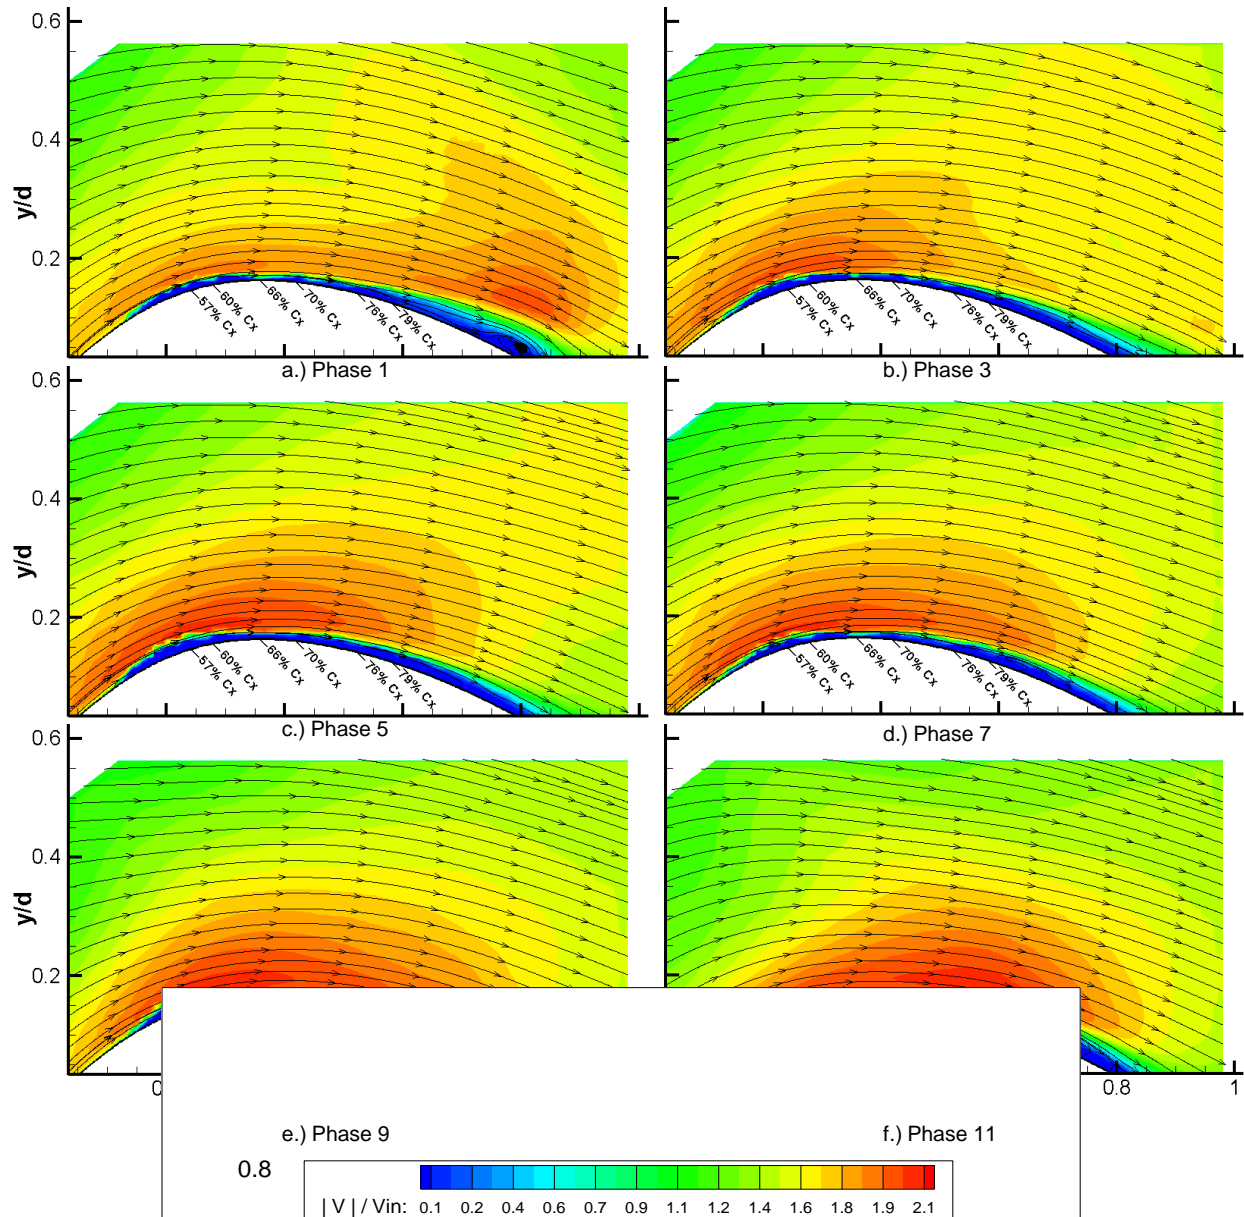 0.6
0.4
0.2
y/d
57% Cx
60% Cx
66% Cx
70% Cx
76% Cx
79% Cx
57% Cx
60% Cx
66% Cx
70% Cx
76% Cx
79% Cx
a.) Phase 1
b.) Phase 3
0.6
0.4
0.2
y/d
57% Cx
60% Cx
66% Cx
70% Cx
76% Cx
79% Cx
57% Cx
60% Cx
66% Cx
70% Cx
76% Cx
79% Cx
c.) Phase 5
d.) Phase 7
0.6
0.4
0.2
y/d
0.8 1
e.) Phase 9
f.) Phase 11
0.8
| V | / Vin: 0.1 0.2 0.4 0.6 0.7 0.9 1.1 1.2 1.4 1.6 1.8 1.9 2.1